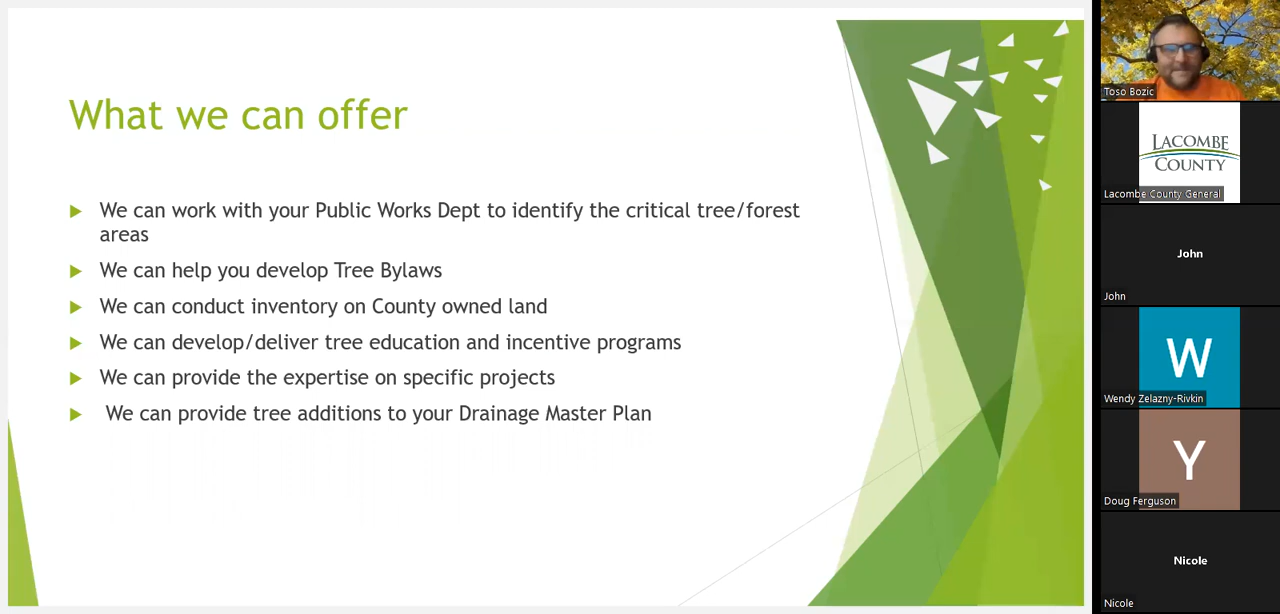 What we can offer
We can work with your Public Works Dept to identify the critical tree/forest
areas
We can help you develop Tree Bylaws
We can conduct inventory on County owned land
We can develop/deliver tree education and incentive programs
We can provide the expertise on specific projects
We can provide tree additions to your Drainage Master Plan
Toso Bozic
LACOMBE
COUNTY
Lacombe County General
John
John
W
Wendy Zelazny-Rivkin
Y
Doug Ferguson
Nicole
Nicole